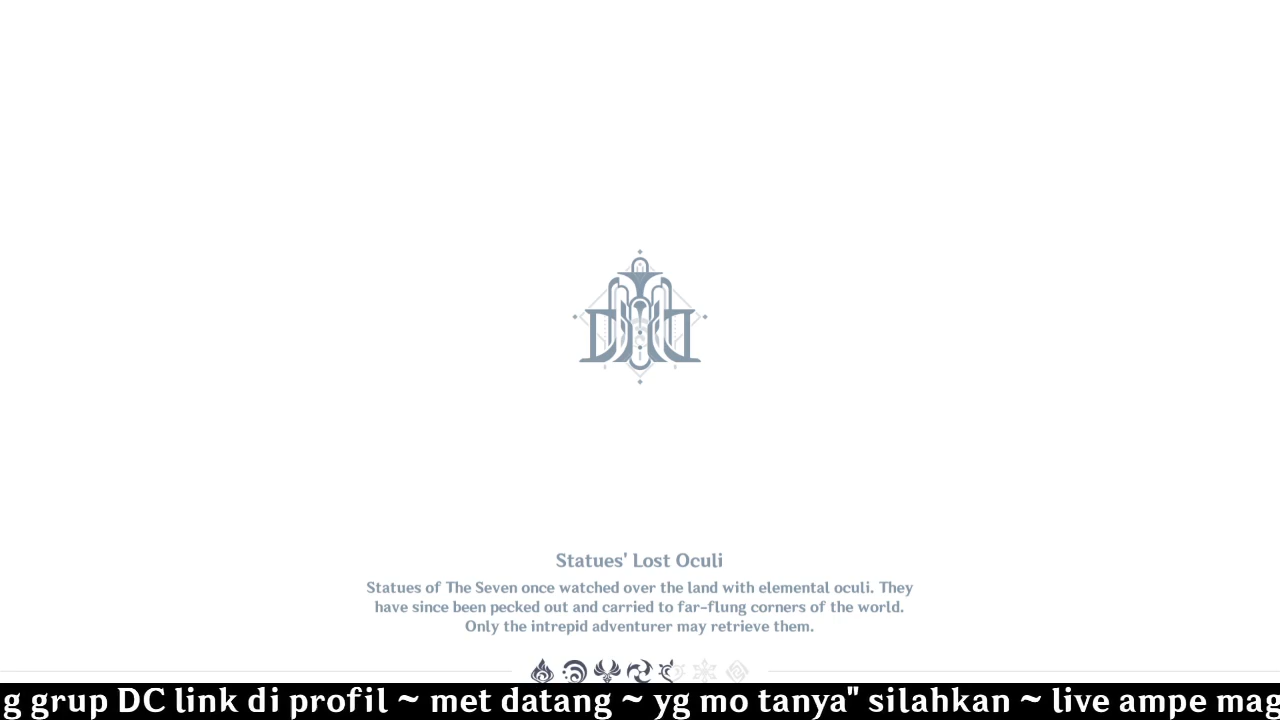 Statues' Lost Oculi
Statues of The Seven once watched over the land with elemental oculi. They
have since been pecked out and carried to far-flung corners of the world.
Only the intrepid adventurer may retrieve them.
g grup DC link di profil ~ met datang ~ yg mo tanya" silahkan ~ live ampe mag